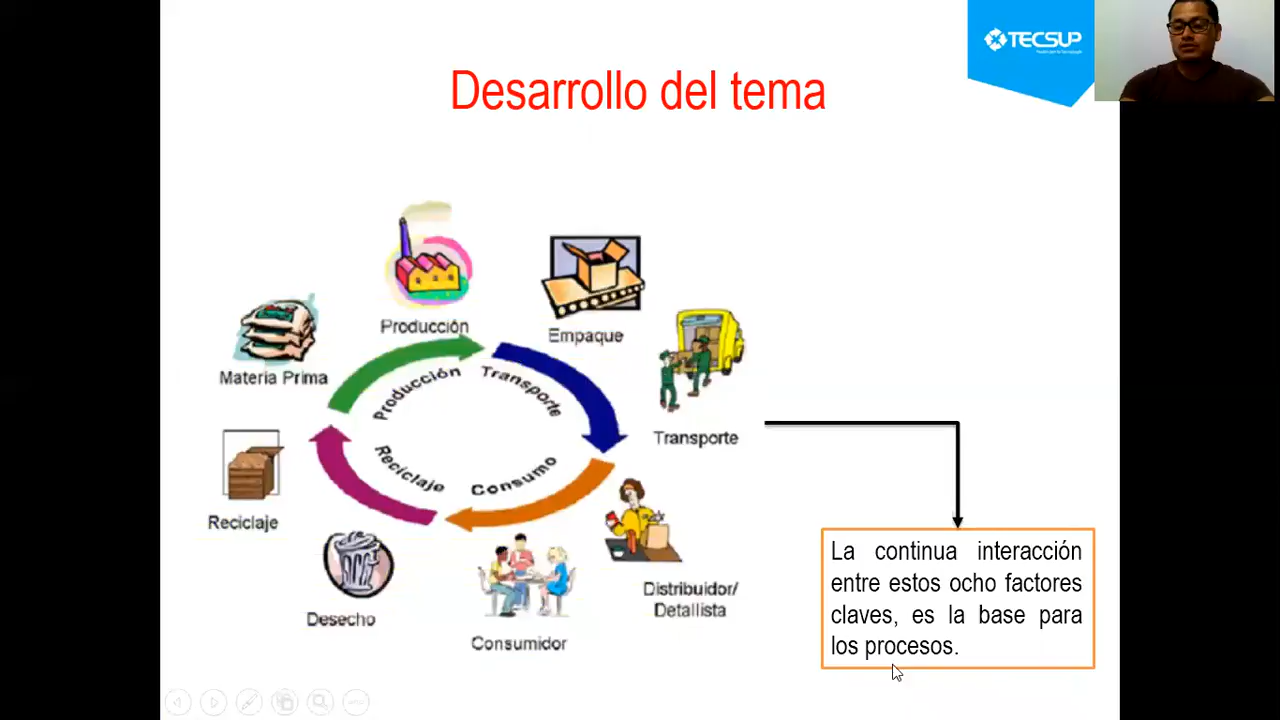 TECSUP
Desarrollo del tema
Producción
Empaque
Materia Prima
Producción
Transporte
Transporte
Reciclaje
Consumo
Reciclaje
Distribuidor/
Detallista
Desecho
Consumidor
La continua interacción
entre estos ocho factores
claves, es la base para
los procesos.